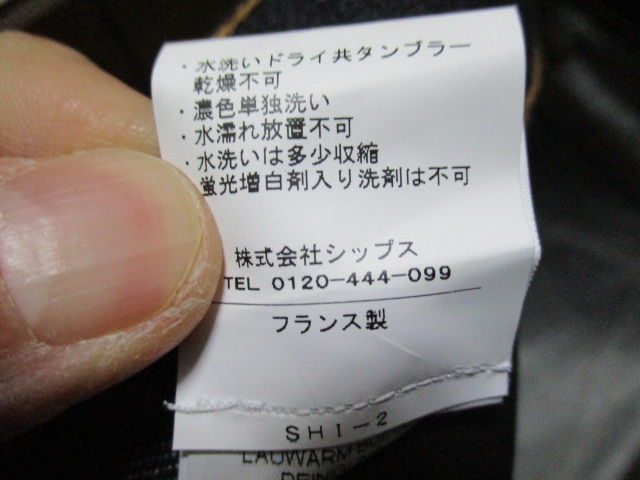 ・水洗いドライ共タンブラー
乾燥不可
・濃色単独洗い
・水濡れ放置不可
・水洗いは多少収縮
蛍光増白剤入り洗剤は不可
株式会社シップス
TEL 0120-444-099
フランス製
SHI-2
LAUWARM